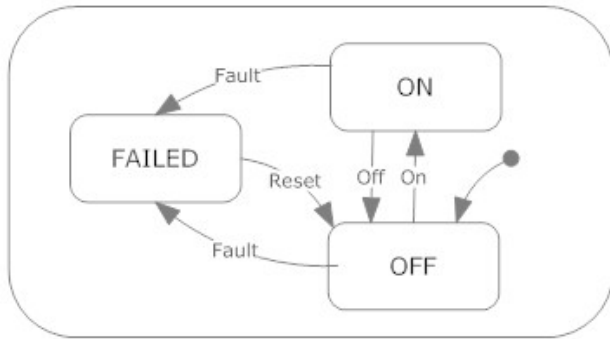 ON
Fault
FAILED
Reset
Off
On
Fault
OFF